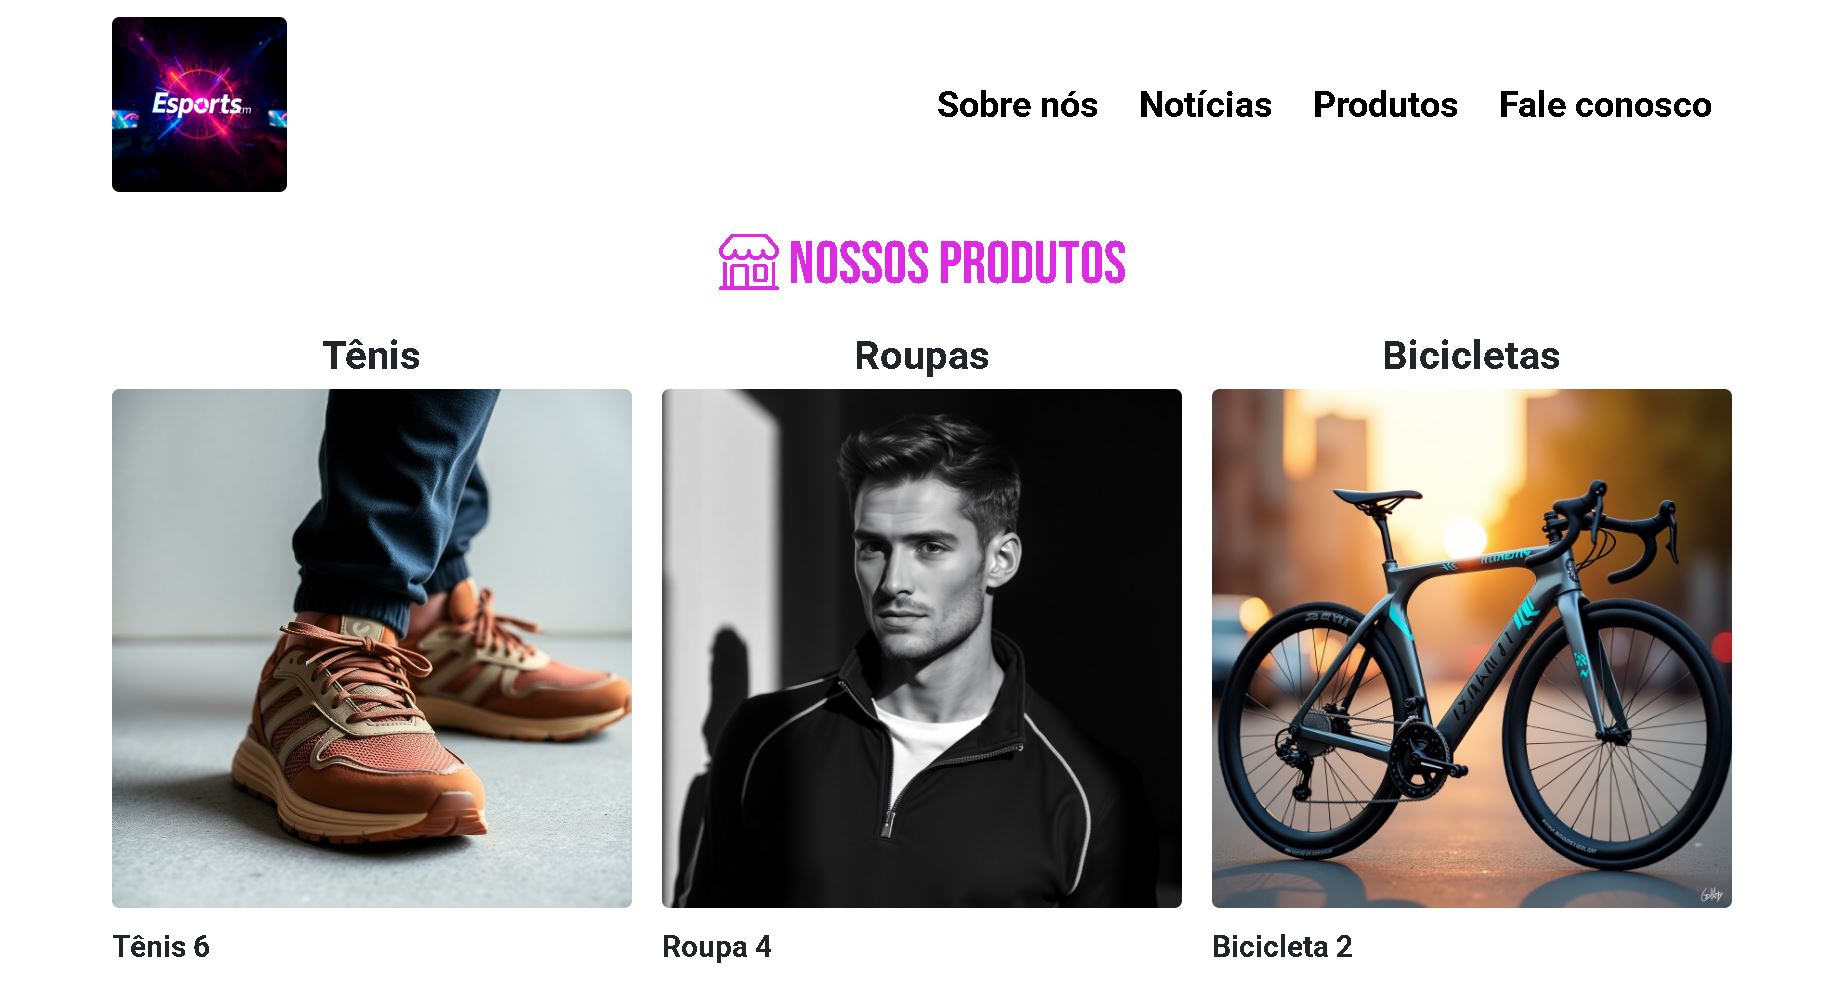 Esports
Sobre nós Notícias Produtos Fale conosco
NOSSOS PRODUTOS
Tênis Roupas Bicicletas
Tênis 6 Roupa 4 Bicicleta 2